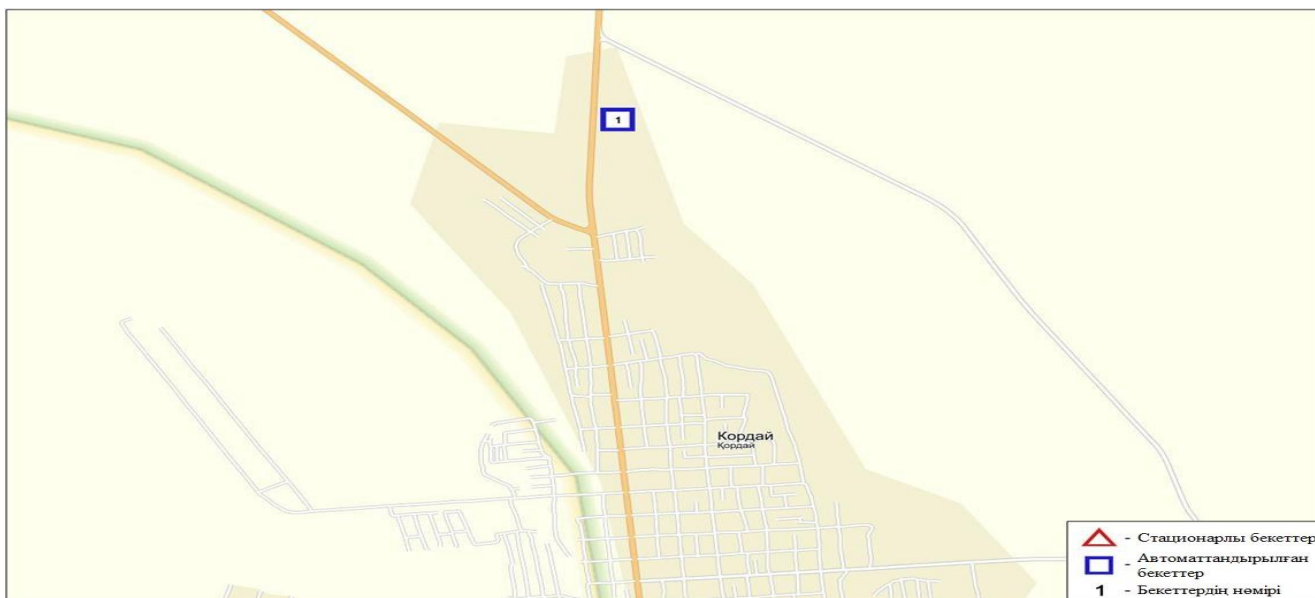 1
Кордай
Қордай
- Стационарлы бекеттер
- Автоматтандырылған
бекеттер
1 - Бекеттердің нөмірі